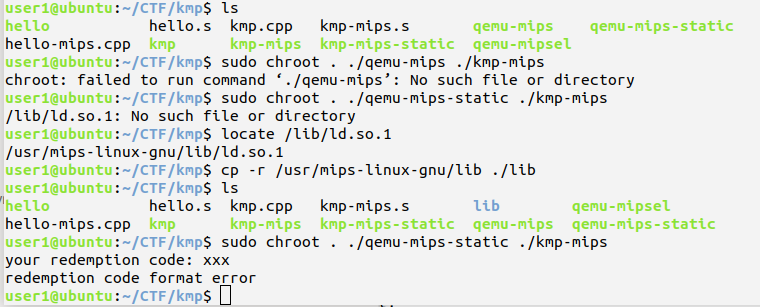 user1@ubuntu:~/CTF/kmp$ ls
hello hello.s kmp.cpp kmp-mips.s qemu-mips qemu-mips-static
hello-mips.cpp kmp kmp-mips kmp-mips-static qemu-mipsel
user1@ubuntu:~/CTF/kmp$ sudo chroot . ./qemu-mips ./kmp-mips
chroot: failed to run command ‘./qemu-mips’: No such file or directory
user1@ubuntu:~/CTF/kmp$ sudo chroot . ./qemu-mips-static ./kmp-mips
/lib/ld.so.1: No such file or directory
user1@ubuntu:~/CTF/kmp$ locate /lib/ld.so.1
/usr/mips-linux-gnu/lib/ld.so.1
user1@ubuntu:~/CTF/kmp$ cp -r /usr/mips-linux-gnu/lib ./lib
user1@ubuntu:~/CTF/kmp$ ls
hello hello.s kmp.cpp kmp-mips.s lib qemu-mipsel
hello-mips.cpp kmp kmp-mips kmp-mips-static qemu-mips qemu-mips-static
user1@ubuntu:~/CTF/kmp$ sudo chroot . ./qemu-mips-static ./kmp-mips
your redemption code: xxx
redemption code format error
user1@ubuntu:~/CTF/kmp$